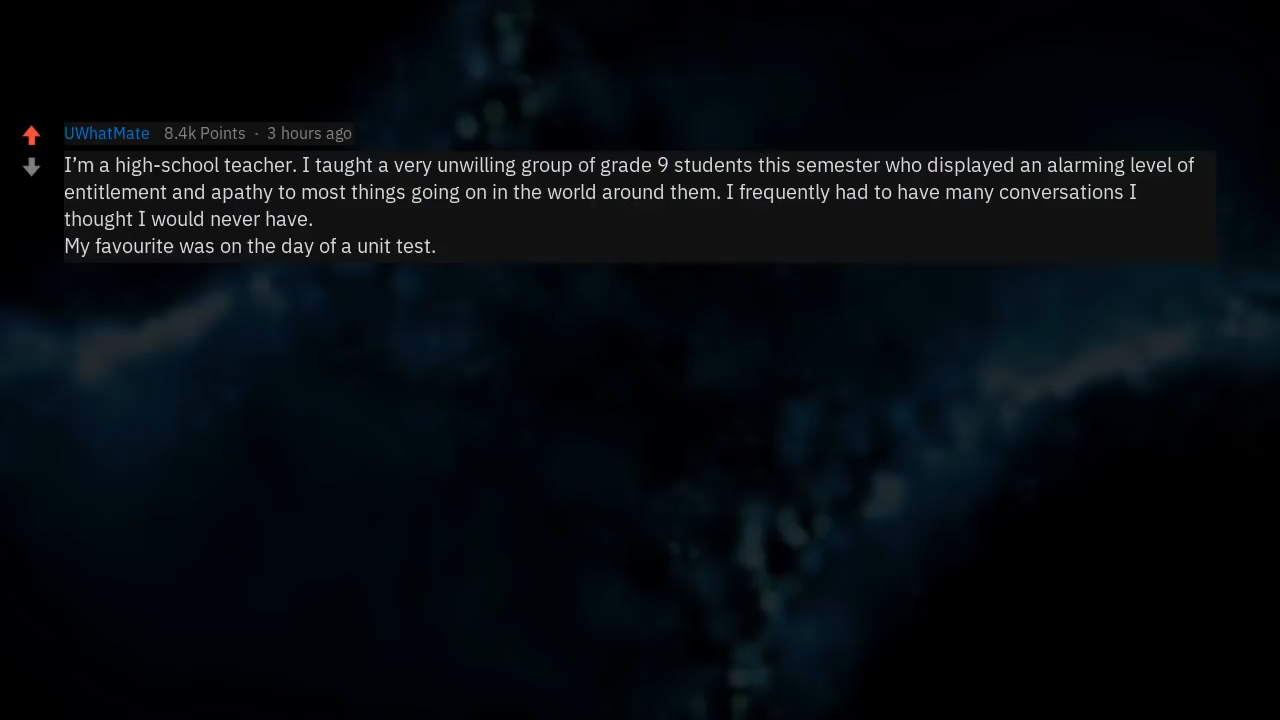 UWhatMate 8.4k Points · 3 hours ago
I’m a high-school teacher. I taught a very unwilling group of grade 9 students this semester who displayed an alarming level of
entitlement and apathy to most things going on in the world around them. I frequently had to have many conversations I
thought I would never have.
My favourite was on the day of a unit test.